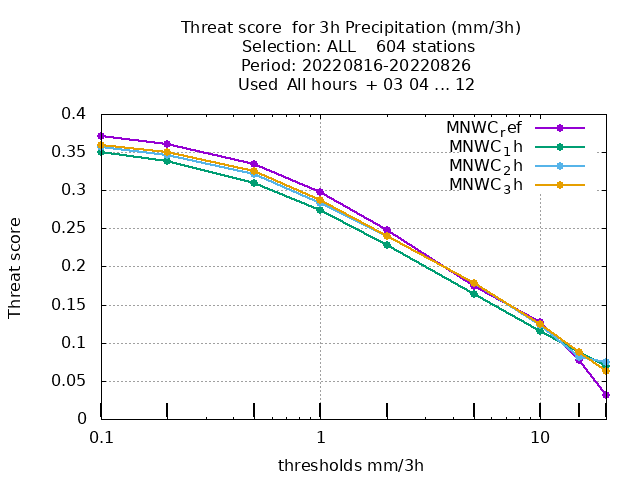 Threat score  for 3h Precipitation (mm/3h)
Selection: ALL    604 stations
Period: 20220816-20220826
Used  All hours  + 03 04 ... 12
0.4
0.35
0.3
0.25
0.2
0.15
0.1
0.05
0
MNWC_ref
MNWC_1h
MNWC_2h
MNWC_3h
Threat score
0.1 1 10
thresholds mm/3h